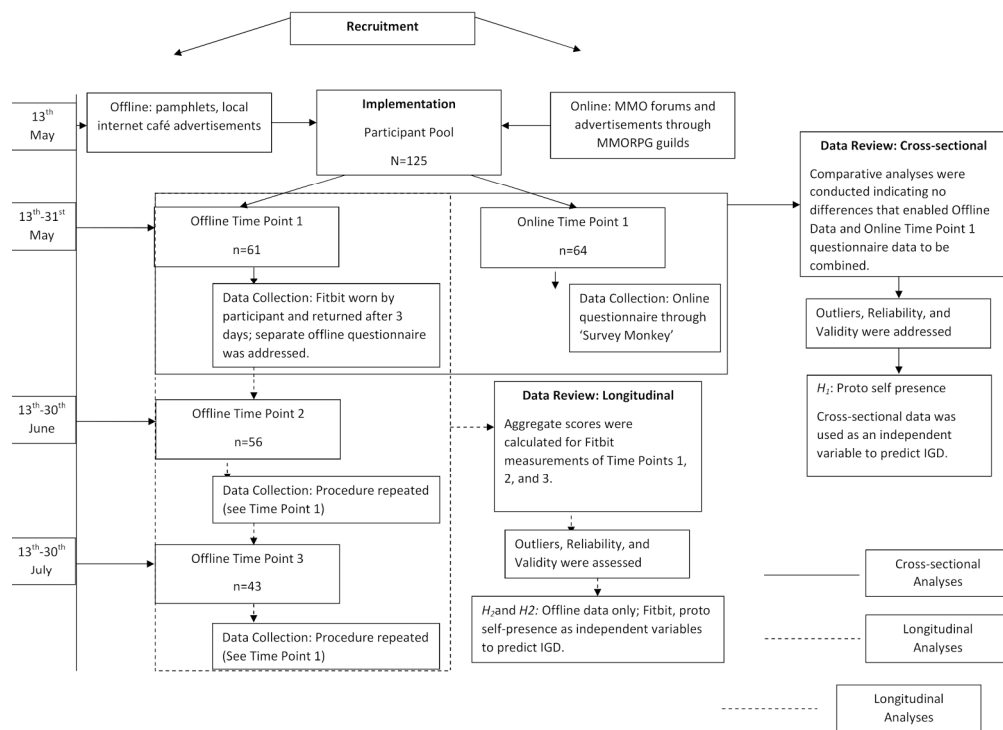 Recruitment
13th
May
Offline: pamphlets, local
internet café advertisements
Implementation
Participant Pool
N=125
Online: MMO forums and
advertisements through
MMORPG guilds
Data Review: Cross-sectional
Comparative analyses were
conducted indicating no
differences that enabled Offline
Data and Online Time Point 1
questionnaire data to be
combined.
13th-31st
May
Offline Time Point 1
n=61
Online Time Point 1
n=64
Data Collection: Fitbit worn by
participant and returned after 3
days; separate offline questionnaire
was addressed.
Data Collection: Online
questionnaire through
‘Survey Monkey’
Outliers, Reliability, and
Validity were addressed
H1: Proto self presence
Cross-sectional data was
used as an independent
variable to predict IGD.
13th-30th
June
Offline Time Point 2
n=56
Data Review: Longitudinal
Aggregate scores were
calculated for Fitbit
measurements of Time Points 1,
2, and 3.
Data Collection: Procedure repeated
(see Time Point 1)
13th-30th
July
Offline Time Point 3
n=43
Outliers, Reliability, and
Validity were assessed
Data Collection: Procedure repeated
(See Time Point 1)
H2and H2: Offline data only; Fitbit, proto
self-presence as independent variables
to predict IGD.
Cross-sectional
Analyses
Longitudinal
Analyses
Longitudinal
Analyses